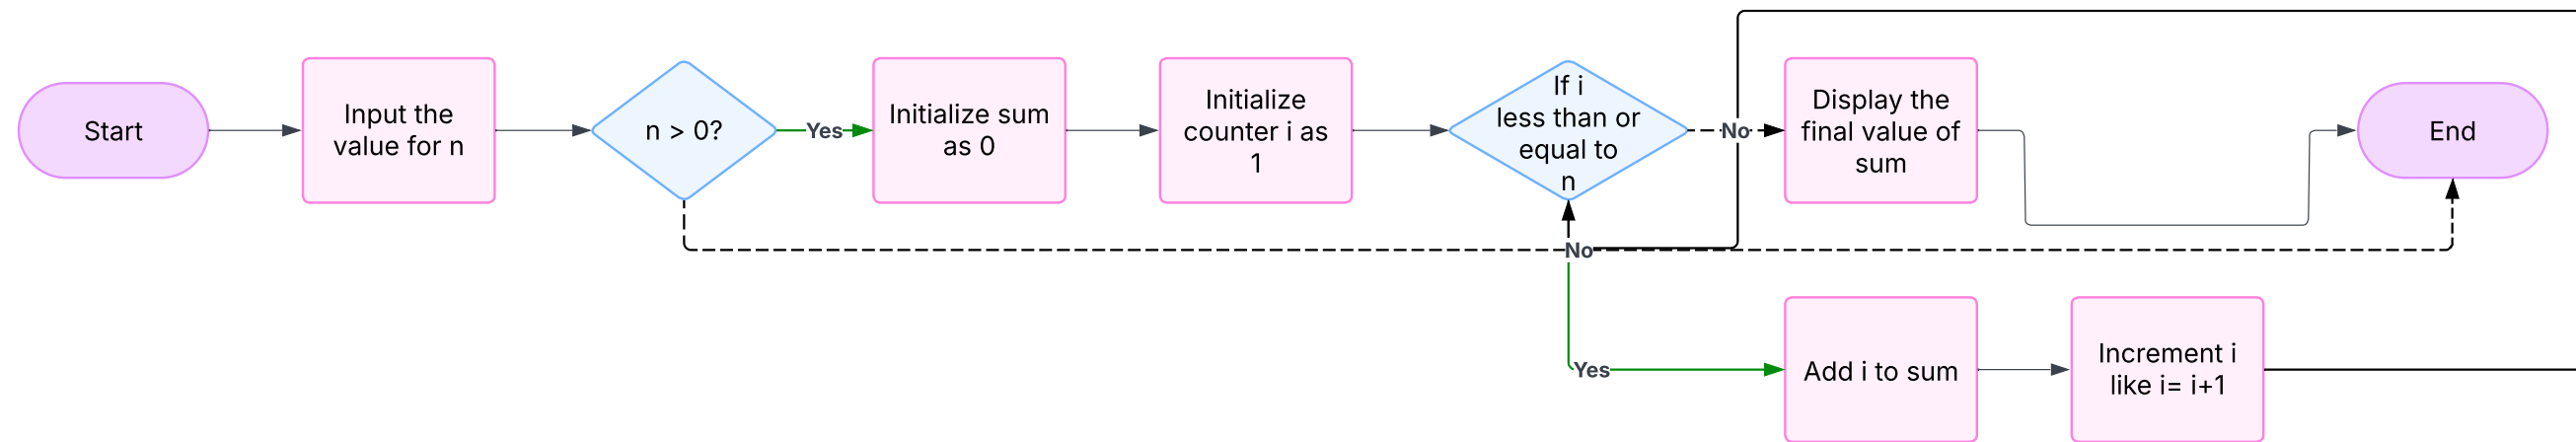 Start
Input the
value for n
n > 0?
Yes
Initialize sum
as 0
Initialize
counter i as
1
If i
less than or
equal to
n
No
Display the
final value of
sum
End
No
Yes
Add i to sum
Increment i
like i= i+1